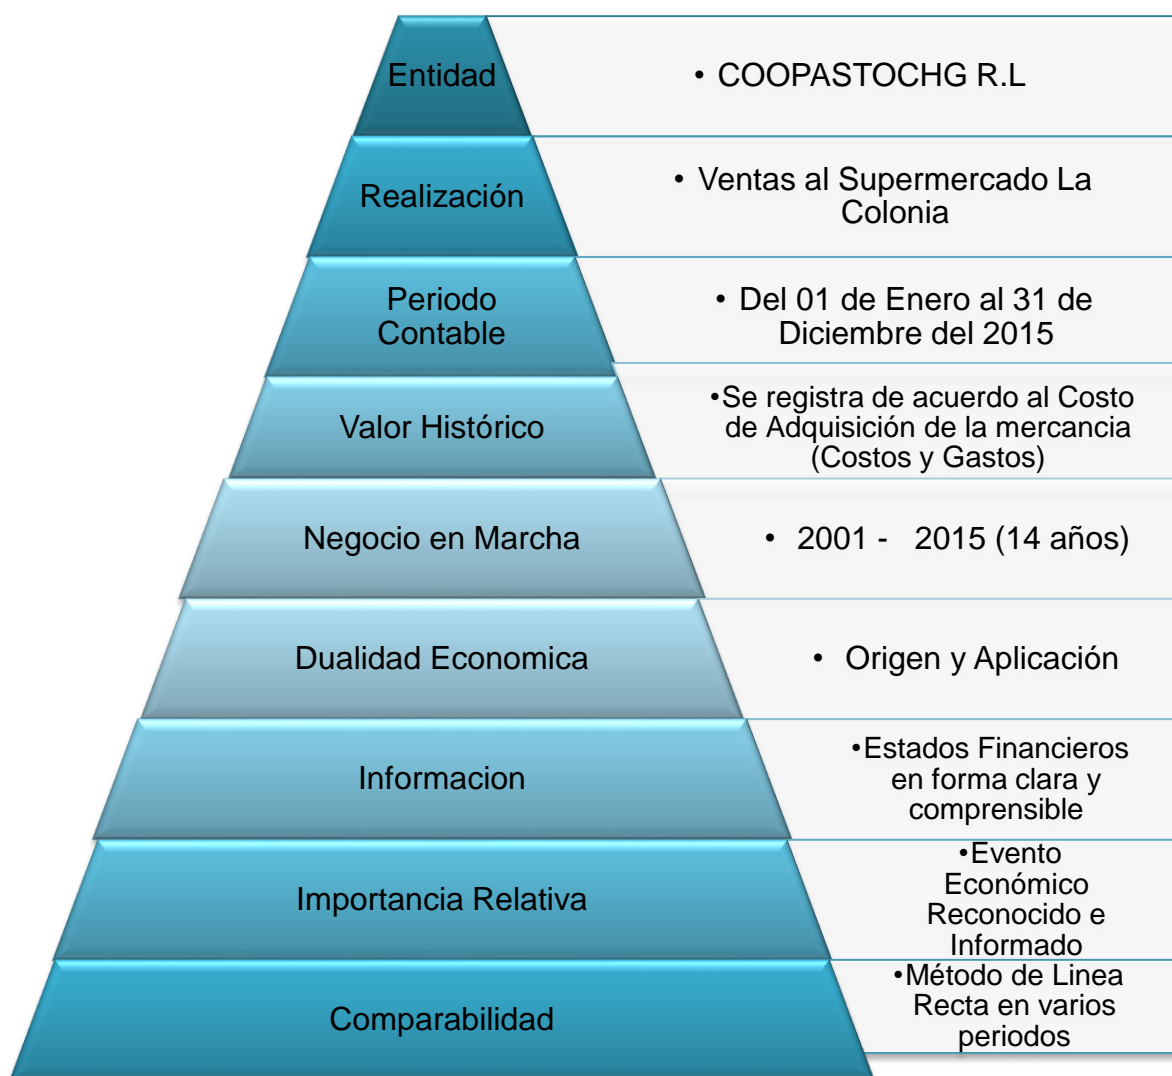 Entidad
• COOPASTOCHG R.L
Realización
• Ventas al Supermercado La
Colonia
Periodo
Contable
• Del 01 de Enero al 31 de
Diciembre del 2015
Valor Histórico
•Se registra de acuerdo al Costo
de Adquisición de la mercancia
(Costos y Gastos)
Negocio en Marcha
• 2001 - 2015 (14 años)
Dualidad Economica
• Origen y Aplicación
Informacion
•Estados Financieros
en forma clara y
comprensible
Importancia Relativa
•Evento
Económico
Reconocido e
Informado
Comparabilidad
•Método de Linea
Recta en varios
periodos